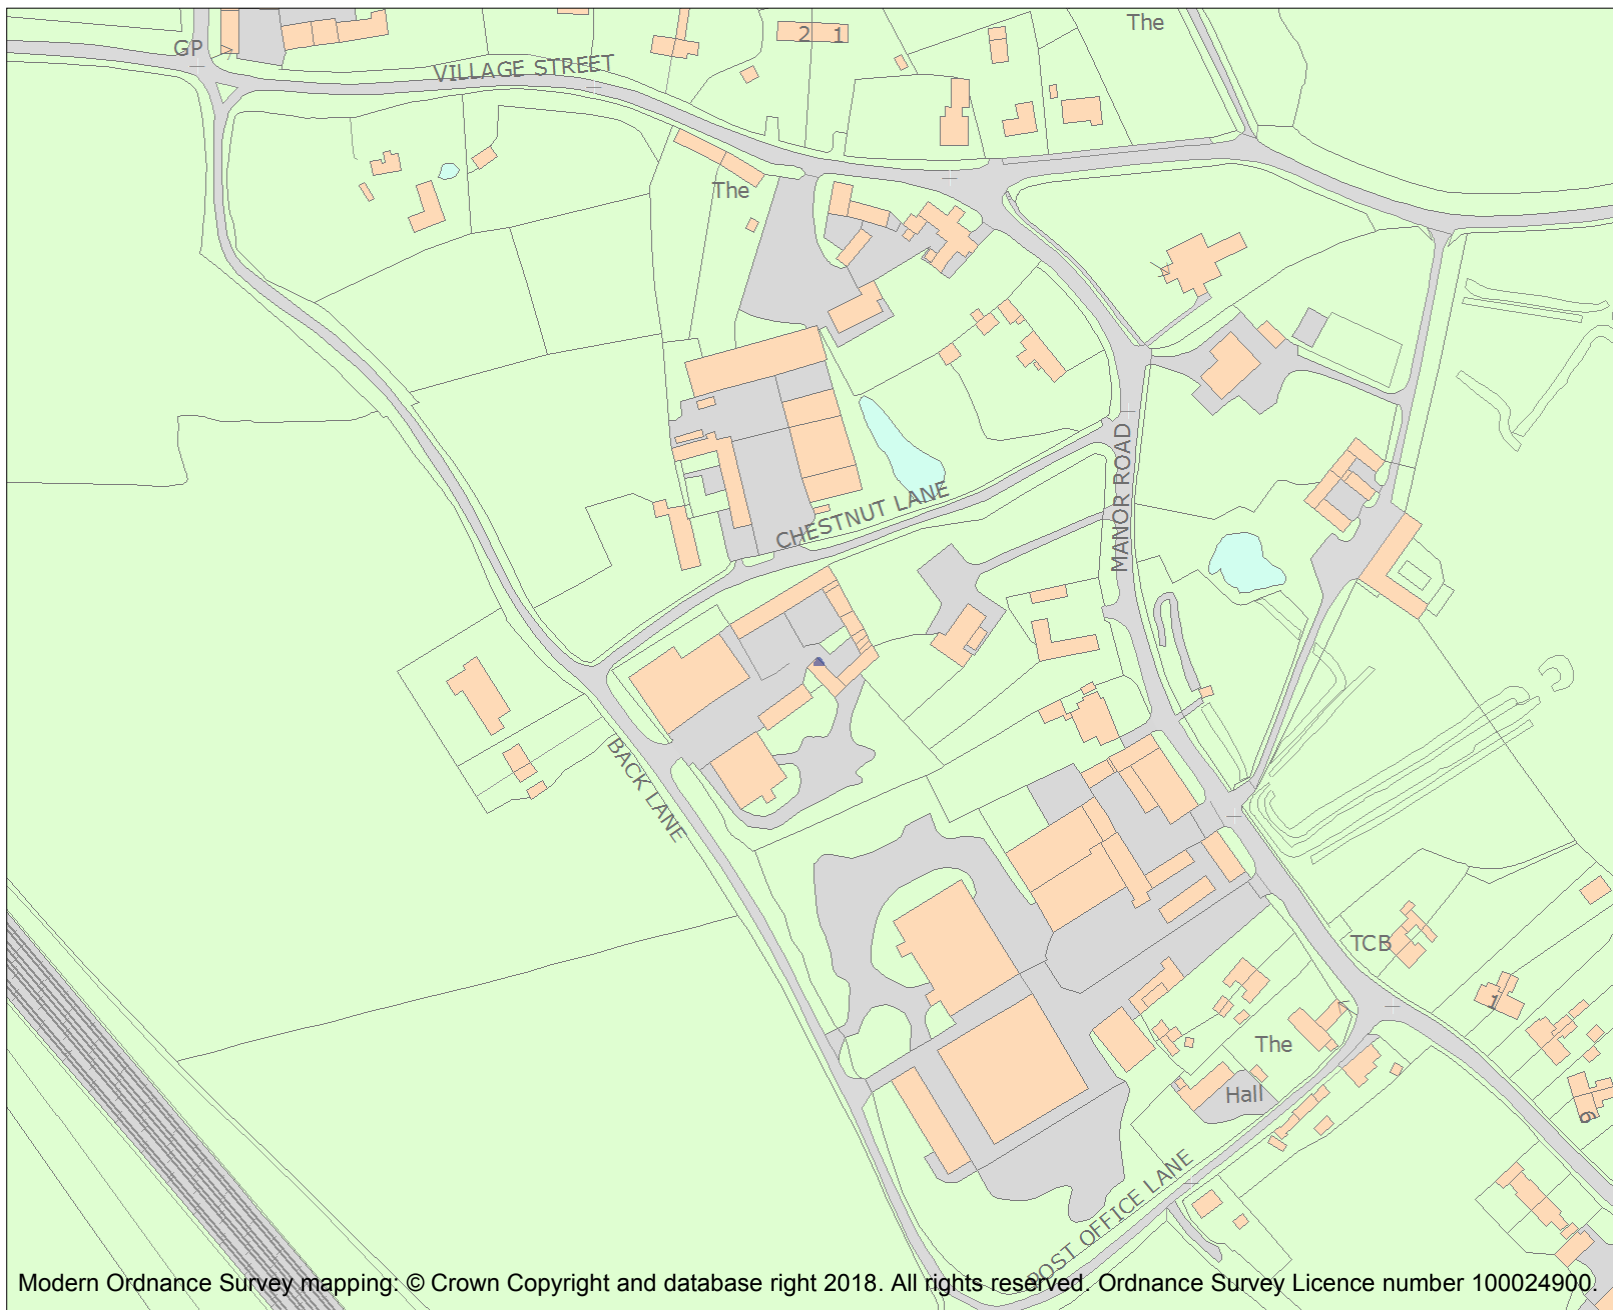 The
2 1
GP
VILLAGE STREET
The
MANOR ROAD
CHESTNUT LANE
BACK LANE
TCB
1
The
Hall
6
POST OFFICE LANE
Modern Ordnance Survey mapping: © Crown Copyright and database right 2018. All rights reserved. Ordnance Survey Licence number 100024900.